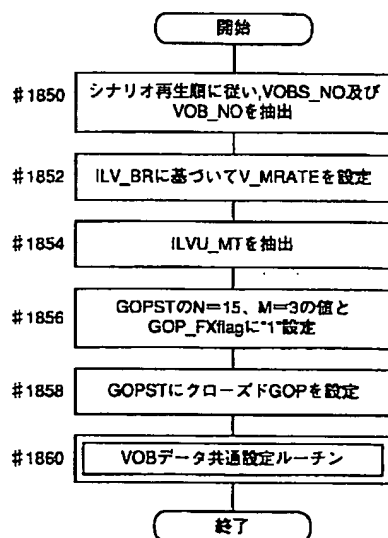 開始
#1850
シナリオ再生順に従い,VOBS_NO及び
VOB_NOを抽出
#1852
ILV_BRに基づいてV_MRATEを設定
#1854
ILVU_MTを抽出
#1856
GOPSTのN=15、M=3の値と
GOP_FXflagに"1"設定
#1858
GOPSTにクローズドGOPを設定
#1860
VOBデータ共通設定ルーチン
終了